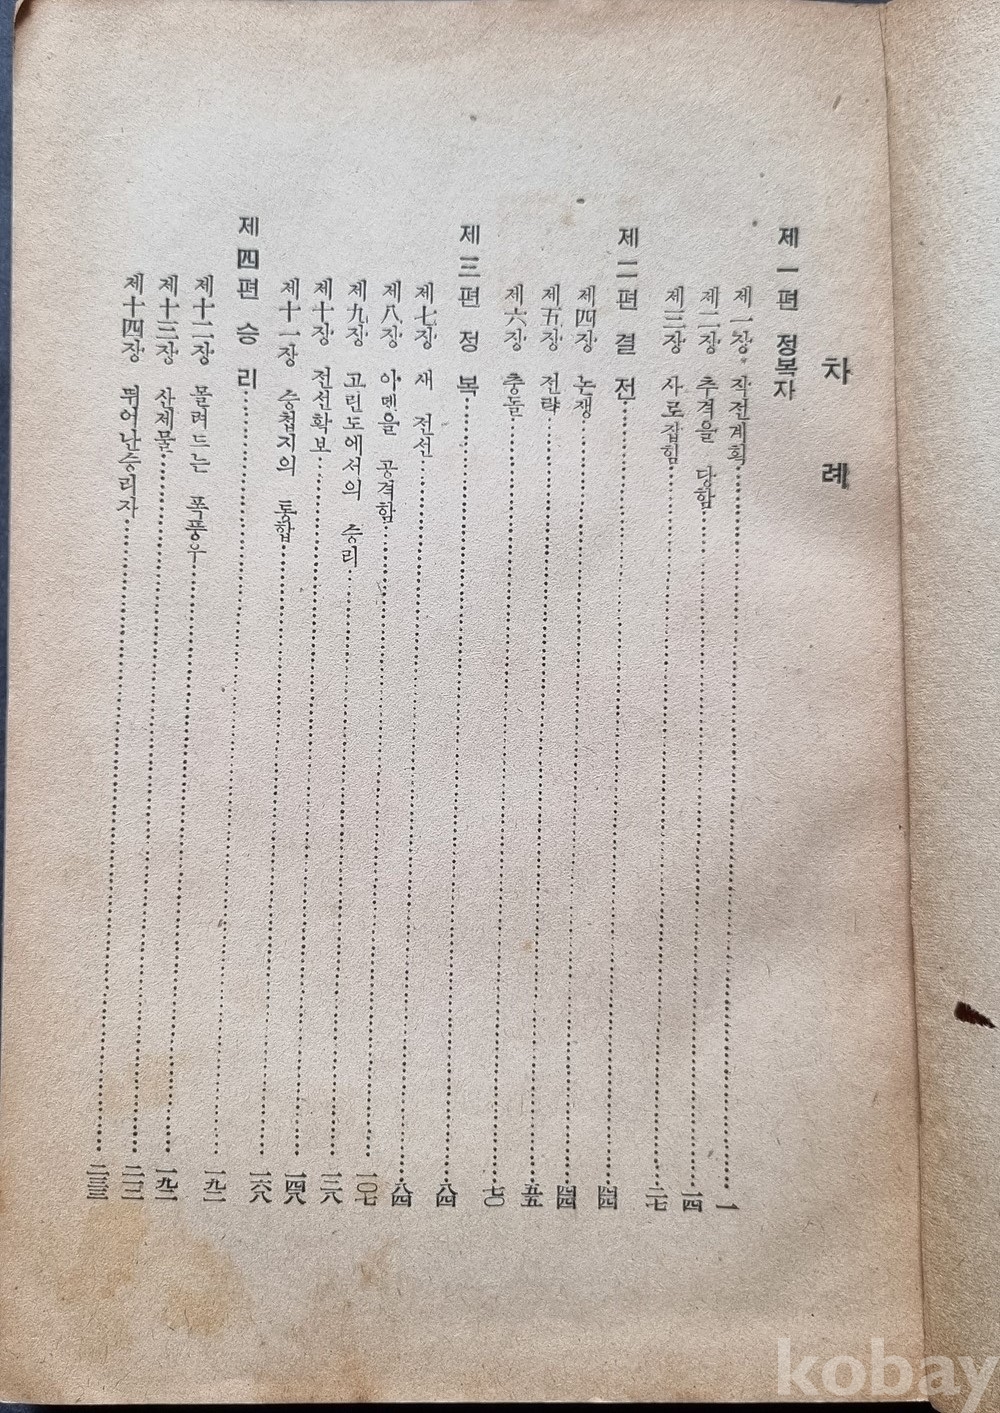 차례
제一편 정복자
제一장 작전계획 一
제二장 추격을 당함 一四
제三장 사로잡힘 二七
제二편 결전 四四
제四장 논쟁 四四
제五장 전략 五五
제六장 충돌 七〇
제三편 정복 八四
제七장 새 전선 八四
제八장 아덴을 공격함 一〇七
제九장 고린도에서의 승리 一三八
제十장 전선확보 一四八
제十一장 승첩지의 통합 一六八
제四편 승리 一九二
제十二장 몰려드는 폭풍우 一九二
제十三장 산제물
제十四장 뛰어난승리자 二三三
kobay